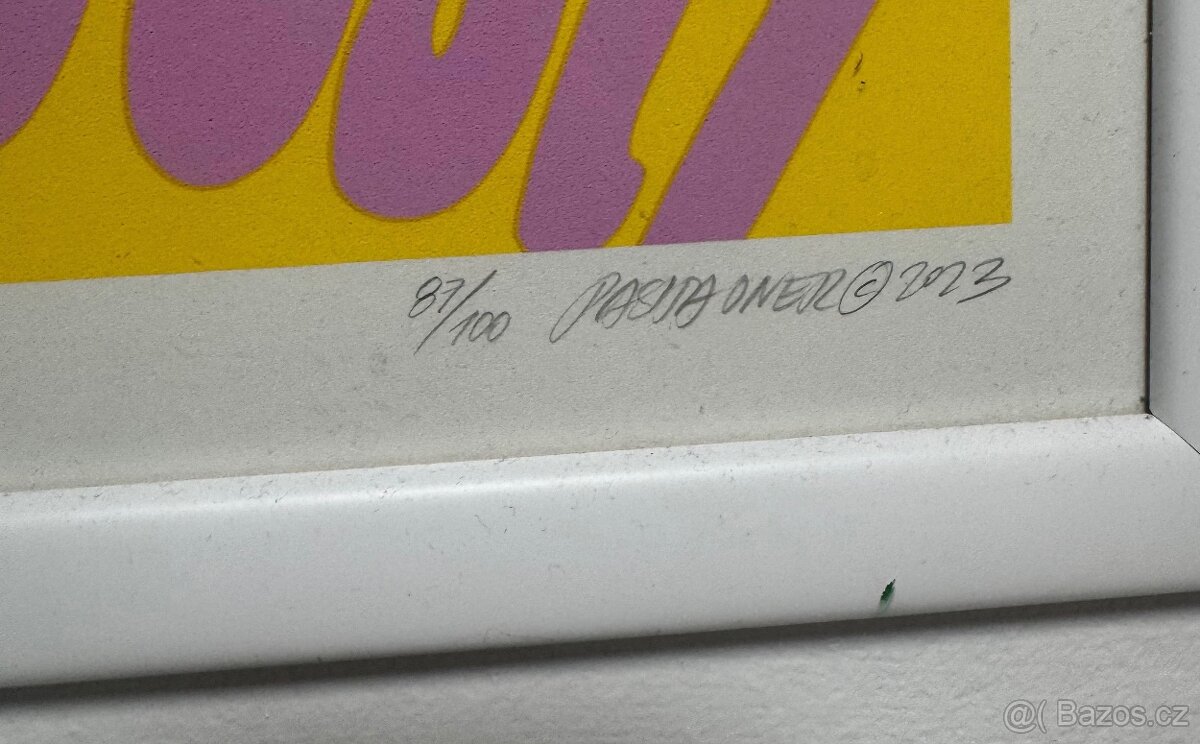 87/100 PASTA ONER © 2023
@( Bazos.cz